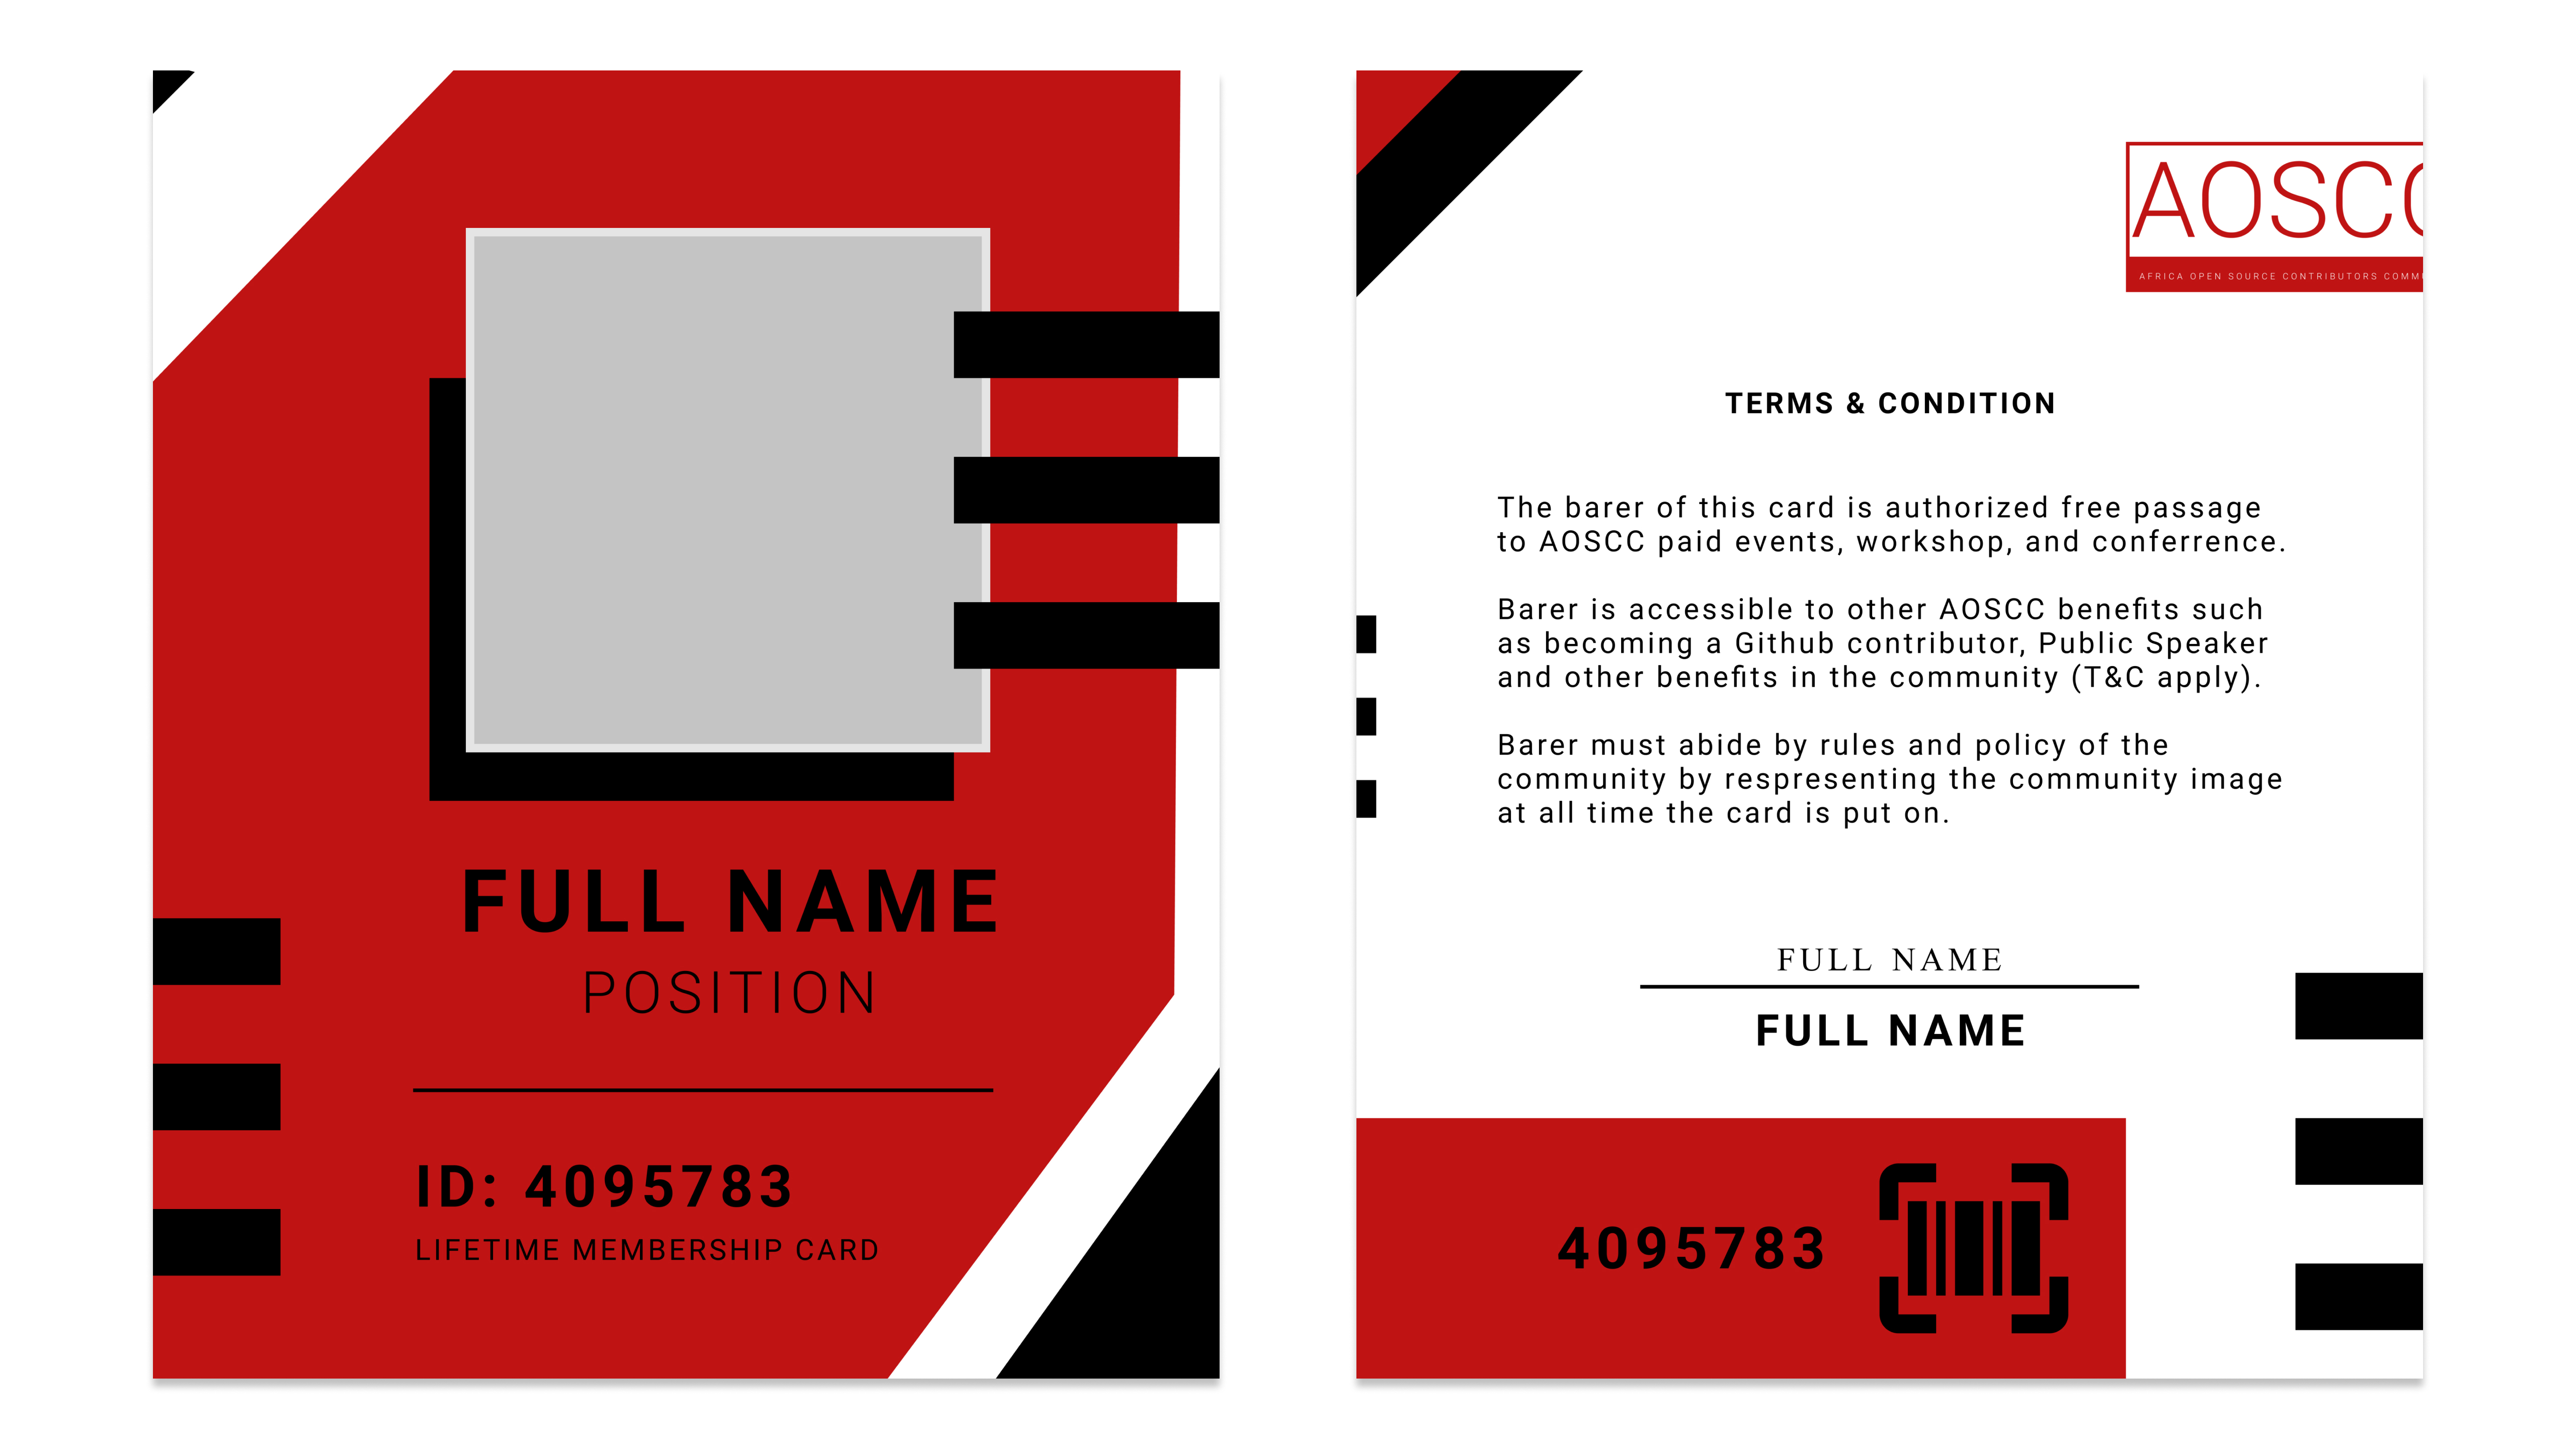 FULL NAME
POSITION
ID: 4095783
LIFETIME MEMBERSHIP CARD
AOSCC
AFRICA OPEN SOURCE CONTRIBUTORS
TERMS & CONDITION
The barer of this card is authorized free passage
to AOSCC paid events, workshop, and conferrence.
Barer is accessible to other AOSCC benefits such
as becoming a Github contributor, Public Speaker
and other benefits in the community (T&C apply).
Barer must abide by rules and policy of the
community by respresenting the community image
at all time the card is put on.
FULL NAME
FULL NAME
4095783